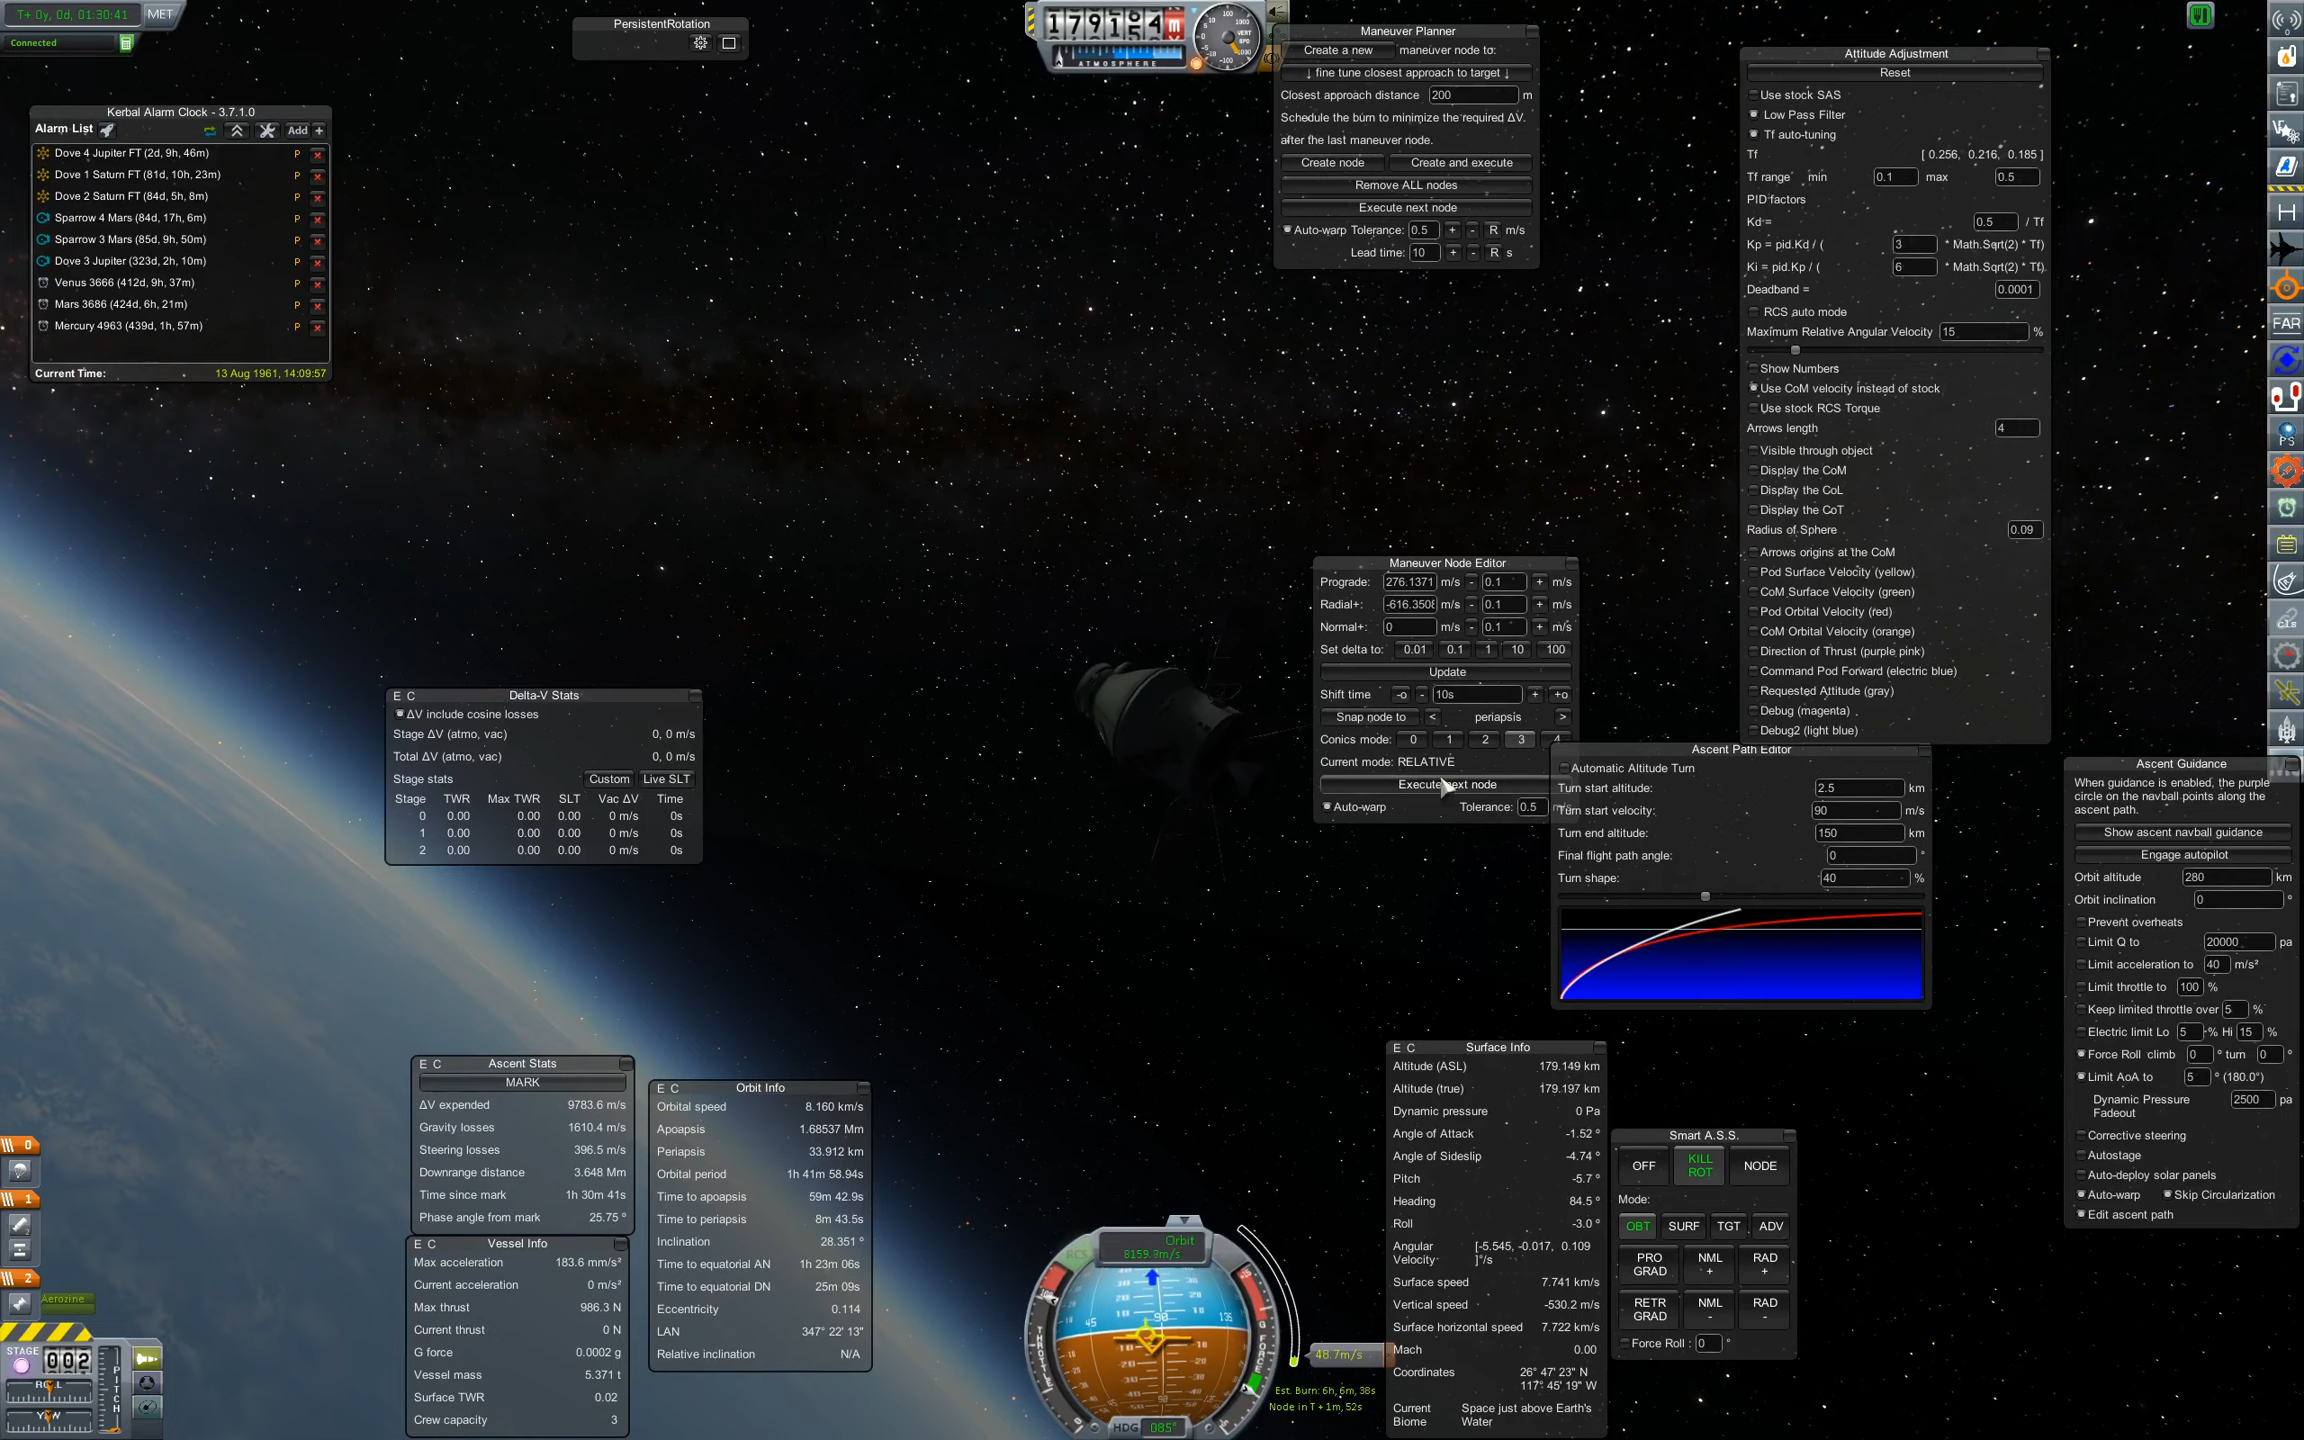 T+ 0y, 0d, 01:30:41
MET
Connected
PersistentRotation
ATMOSPHERE
Kerbal Alarm Clock - 3.7.1.0
Alarm List
Add +
Dove 4 Jupiter FT (2d, 9h, 46m) P
Dove 1 Saturn FT (81d, 10h, 23m) P
Dove 2 Saturn FT (84d, 5h, 8m) P
Sparrow 4 Mars (84d, 17h, 6m) P
Sparrow 3 Mars (85d, 9h, 50m) P
Dove 3 Jupiter (323d, 2h, 10m) P
Venus 3666 (412d, 9h, 37m) P
Mars 3686 (424d, 6h, 21m) P
Mercury 4963 (439d, 1h, 57m) P
Current Time: 13 Aug 1961, 14:09:57
Maneuver Planner
Create a new maneuver node to:
↓ fine tune closest approach to target ↓
Closest approach distance 200 m
Schedule the burn to minimize the required ΔV.
after the last maneuver node.
Create node Create and execute
Remove ALL nodes
Execute next node
Auto-warp Tolerance: 0.5 + - R m/s
Lead time: 10 + - R s
Attitude Adjustment
Reset
Use stock SAS
Low Pass Filter
Tf auto-tuning
Tf [ 0.256, 0.216, 0.185 ]
Tf range min 0.1 max 0.5
PID factors
Kd = 0.5 / Tf
Kp = pid.Kd / ( 3 * Math.Sqrt(2) * Tf)
Ki = pid.Kp / ( 6 * Math.Sqrt(2) * Tf)
Deadband = 0.0001
RCS auto mode
Maximum Relative Angular Velocity 15 %
Show Numbers
Use CoM velocity instead of stock
Use stock RCS Torque
Arrows length 4
Visible through object
Display the CoM
Display the CoL
Display the CoT
Radius of Sphere 0.09
Arrows origins at the CoM
Pod Surface Velocity (yellow)
CoM Surface Velocity (green)
Pod Orbital Velocity (red)
CoM Orbital Velocity (orange)
Direction of Thrust (purple pink)
Command Pod Forward (electric blue)
Requested Attitude (gray)
Debug (magenta)
Debug2 (light blue)
FAR
PS
cls
Maneuver Node Editor
Prograde: 276.1371 m/s - 0.1 + m/s
Radial+: -616.3508 m/s - 0.1 + m/s
Normal+: 0 m/s - 0.1 + m/s
Set delta to: 0.01 0.1 1 10 100
Update
Shift time -o - 10s + +o
Snap node to < periapsis >
Conics mode: 0 1 2 3 4
Current mode: RELATIVE
Execute next node
Auto-warp Tolerance: 0.5
Delta-V Stats
E C
ΔV include cosine losses
Stage ΔV (atmo, vac) 0, 0 m/s
Total ΔV (atmo, vac) 0, 0 m/s
Stage stats Custom Live SLT
Stage TWR Max TWR SLT Vac ΔV Time
0 0.00 0.00 0.00 0 m/s 0s
1 0.00 0.00 0.00 0 m/s 0s
2 0.00 0.00 0.00 0 m/s 0s
Ascent Path Editor
Automatic Altitude Turn
Turn start altitude: 2.5 km
Turn start velocity: 90 m/s
Turn end altitude: 150 km
Final flight path angle: 0 °
Turn shape: 40 %
Ascent Guidance
When guidance is enabled, the purple
circle on the navball points along the
ascent path.
Show ascent navball guidance
Engage autopilot
Orbit altitude 280 km
Orbit inclination 0 °
Prevent overheats
Limit Q to 20000 pa
Limit acceleration to 40 m/s²
Limit throttle to 100 %
Keep limited throttle over 5 %
Electric limit Lo 5 % Hi 15 %
Force Roll climb 0 ° turn 0 °
Limit AoA to 5 ° (180.0°)
Dynamic Pressure
Fadeout 2500 pa
Corrective steering
Autostage
Auto-deploy solar panels
Auto-warp Skip Circularization
Edit ascent path
E C Ascent Stats
MARK
ΔV expended 9783.6 m/s
Gravity losses 1610.4 m/s
Steering losses 396.5 m/s
Downrange distance 3.648 Mm
Time since mark 1h 30m 41s
Phase angle from mark 25.75 °
E C Vessel Info
Max acceleration 183.6 mm/s²
Current acceleration 0 m/s²
Max thrust 986.3 N
Current thrust 0 N
G force 0.0002 g
Vessel mass 5.371 t
Surface TWR 0.02
Crew capacity 3
E C Orbit Info
Orbital speed 8.160 km/s
Apoapsis 1.68537 Mm
Periapsis 33.912 km
Orbital period 1h 41m 58.94s
Time to apoapsis 59m 42.9s
Time to periapsis 8m 43.5s
Inclination 28.351 °
Time to equatorial AN 1h 23m 06s
Time to equatorial DN 25m 09s
Eccentricity 0.114
LAN 347° 22' 13"
Relative inclination N/A
E C Surface Info
Altitude (ASL) 179.149 km
Altitude (true) 179.197 km
Dynamic pressure 0 Pa
Angle of Attack -1.52 °
Angle of Sideslip -4.74 °
Pitch -5.7 °
Heading 84.5 °
Roll -3.0 °
Angular Velocity: [-5.545, -0.017, 0.109 ]°/s
Surface speed 7.741 km/s
Vertical speed -530.2 m/s
Surface horizontal speed 7.722 km/s
Mach 0.00
Coordinates 26° 47' 23" N
117° 45' 19" W
Current Biome Space just above Earth's Water
Smart A.S.S.
OFF KILL ROT NODE
Mode:
OBT SURF TGT ADV
PRO GRAD NML + RAD +
RETR GRAD NML - RAD -
Force Roll : 0 °
0
1
2
Aerozine
STAGE 002
ROLL
YAW
PITCH
RCS
Orbit
8159.3m/s
THROTTLE
G FORCE
HDG 085°
48.7m/s
Est. Burn: 6h, 6m, 38s
Node in T + 1m, 52s